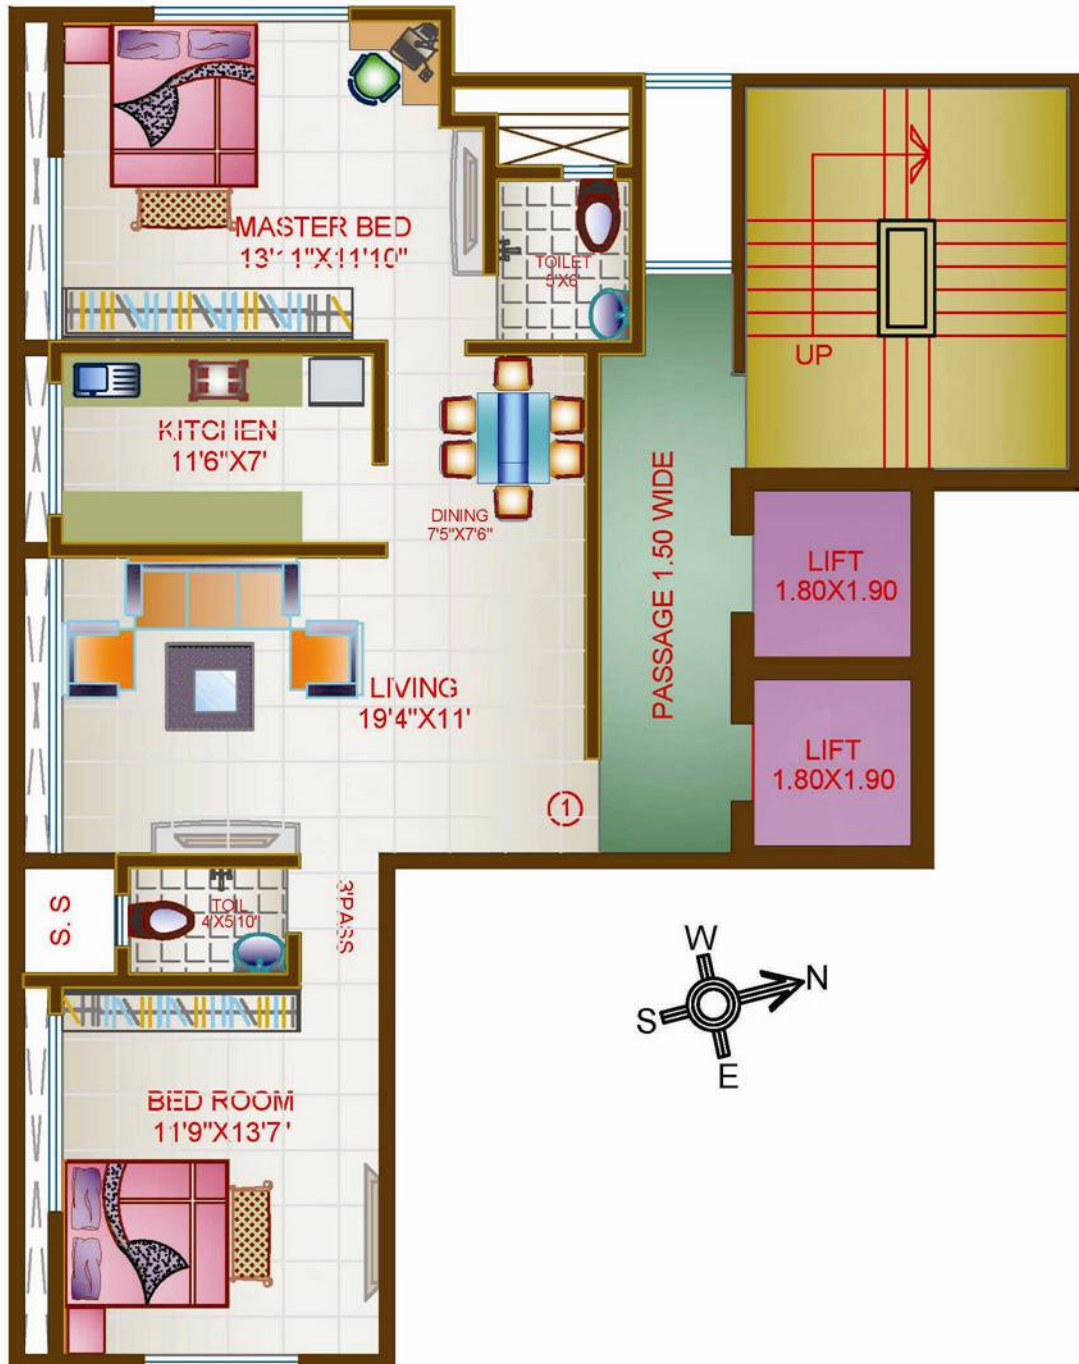 MASTER BED
13'11"X11'10"
TOILET
5'X6'
UP
KITCHEN
11'6"X7'
DINING
7'5"X7'6"
PASSAGE 1.50 WIDE
LIFT
1.80X1.90
LIVING
19'4"X11'
LIFT
1.80X1.90
1
S. S
TOIL
4'X5'10"
3'PASS
W
N
S
E
BED ROOM
11'9"X13'7"